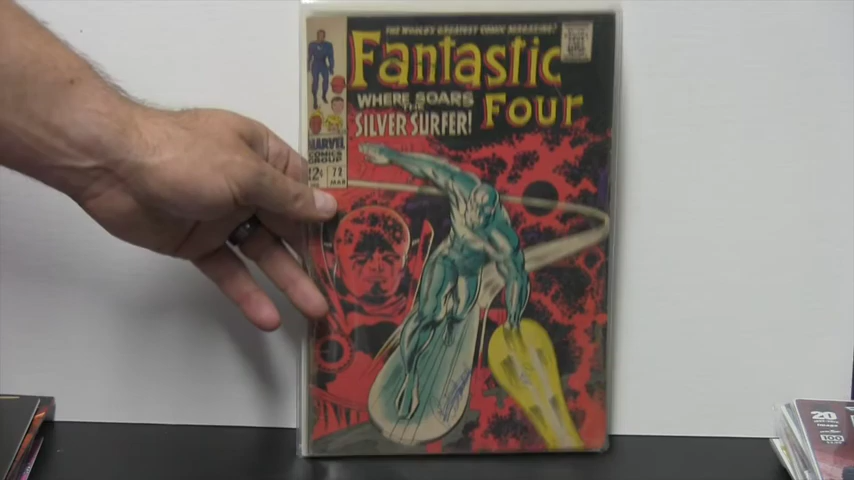 THE WORLD'S GREATEST COMIC MAGAZINE!
Fantastic
Four
WHERE SOARS
THE
SILVER SURFER!
MARVEL
COMICS
GROUP
12¢ 72
MAR
20
100